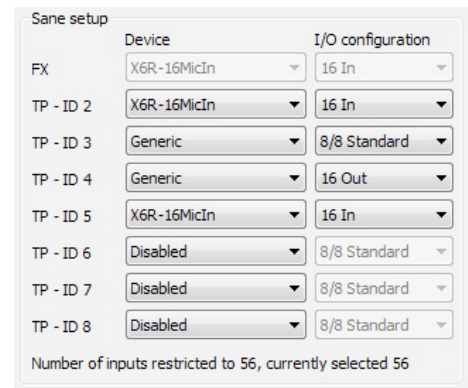 Sane setup
Device I/O configuration
FX X6R-16MicIn 16 In
TP - ID 2 X6R-16MicIn 16 In
TP - ID 3 Generic 8/8 Standard
TP - ID 4 Generic 16 Out
TP - ID 5 X6R-16MicIn 16 In
TP - ID 6 Disabled 8/8 Standard
TP - ID 7 Disabled 8/8 Standard
TP - ID 8 Disabled 8/8 Standard
Number of inputs restricted to 56, currently selected 56